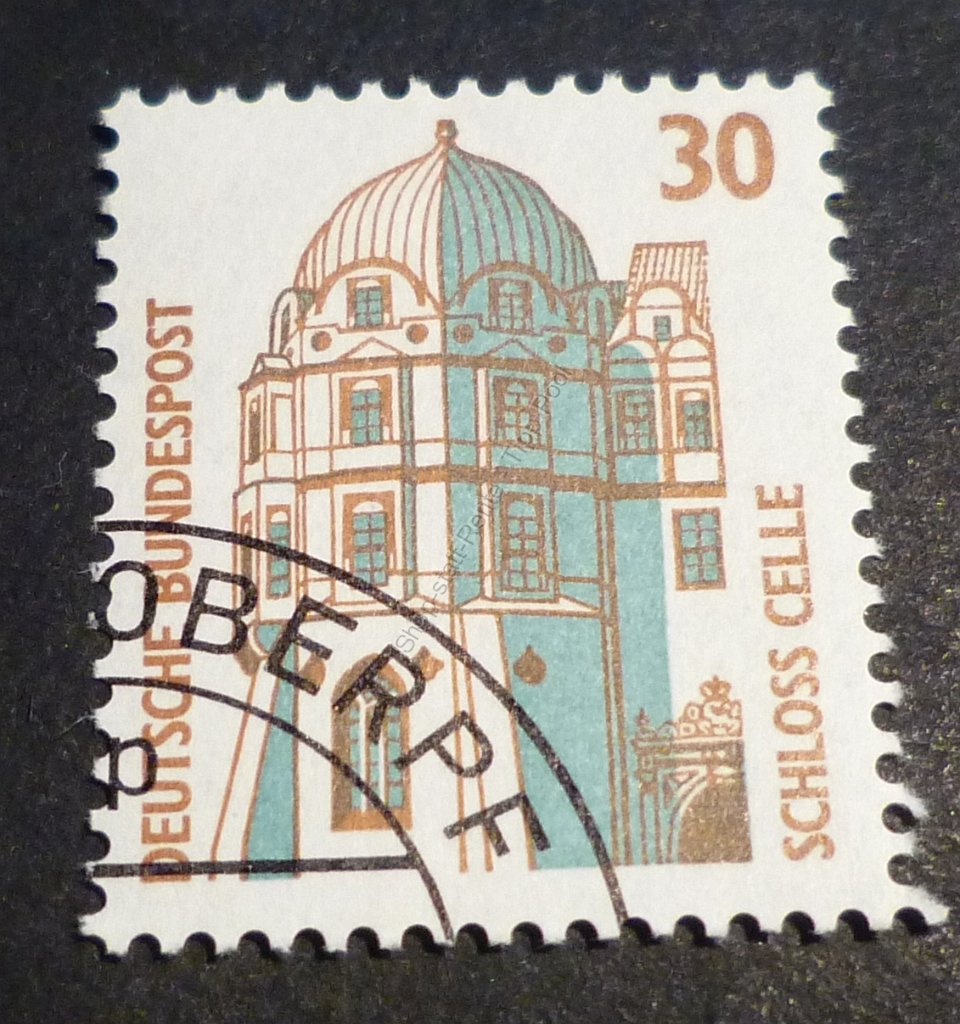 30
DEUTSCHE BUNDESPOST
SCHLOSS CELLE
OBERPF